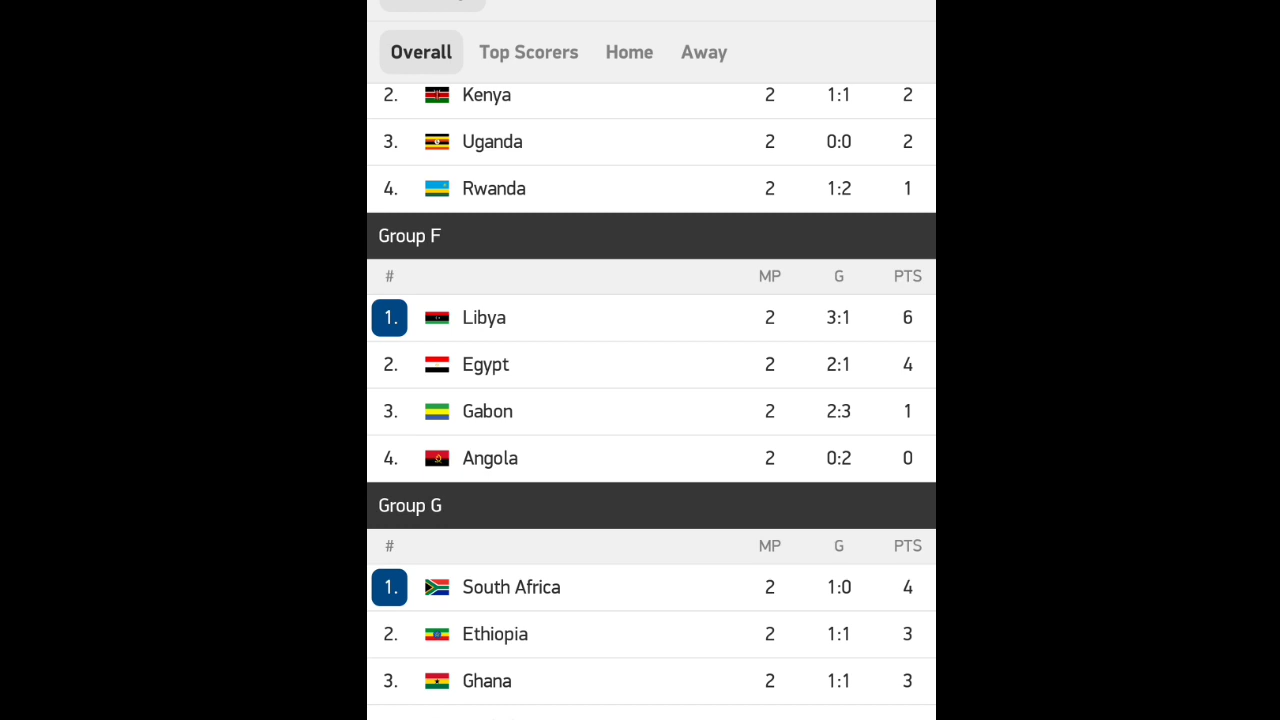 Overall Top Scorers Home Away
2. Kenya 2 1:1 2
3. Uganda 2 0:0 2
4. Rwanda 2 1:2 1
Group F
# MP G PTS
1. Libya 2 3:1 6
2. Egypt 2 2:1 4
3. Gabon 2 2:3 1
4. Angola 2 0:2 0
Group G
# MP G PTS
1. South Africa 2 1:0 4
2. Ethiopia 2 1:1 3
3. Ghana 2 1:1 3